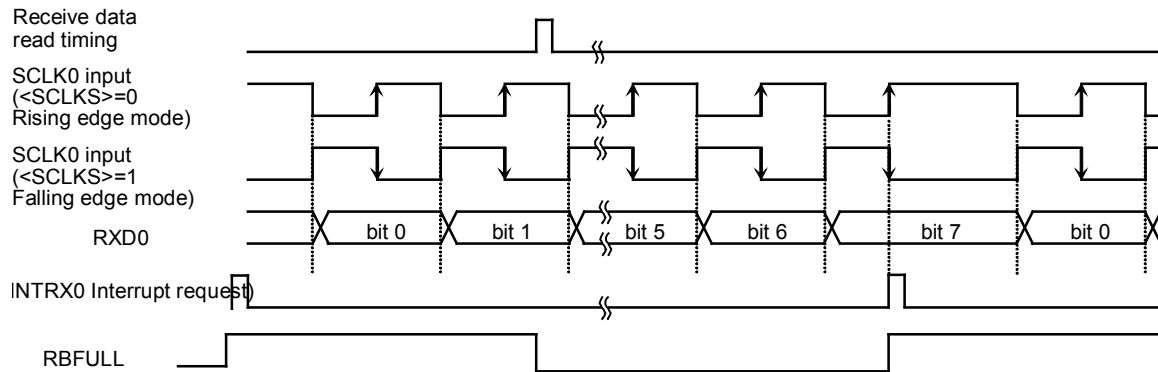 Receive data
read timing
SCLK0 input
(<SCLKS>=0
Rising edge mode)
SCLK0 input
(<SCLKS>=1
Falling edge mode)
RXD0
bit 0
bit 1
bit 5
bit 6
bit 7
bit 0
INTRX0 Interrupt request)
RBFULL